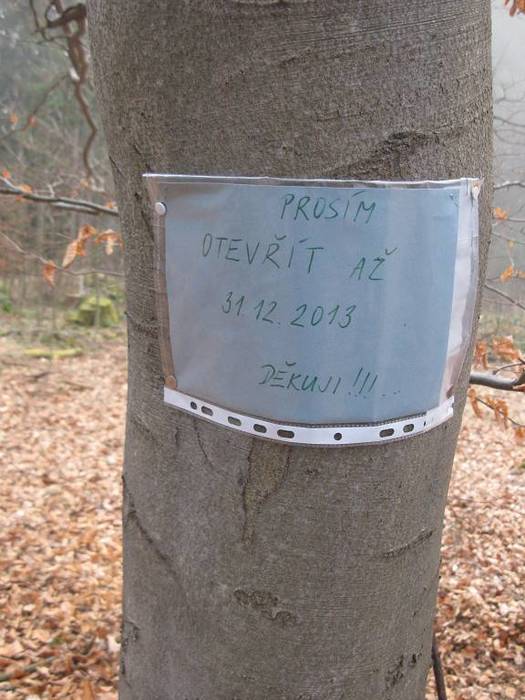 PROSÍM
OTEVŘÍT AŽ
31.12.2013
DĚKUJI!!!...